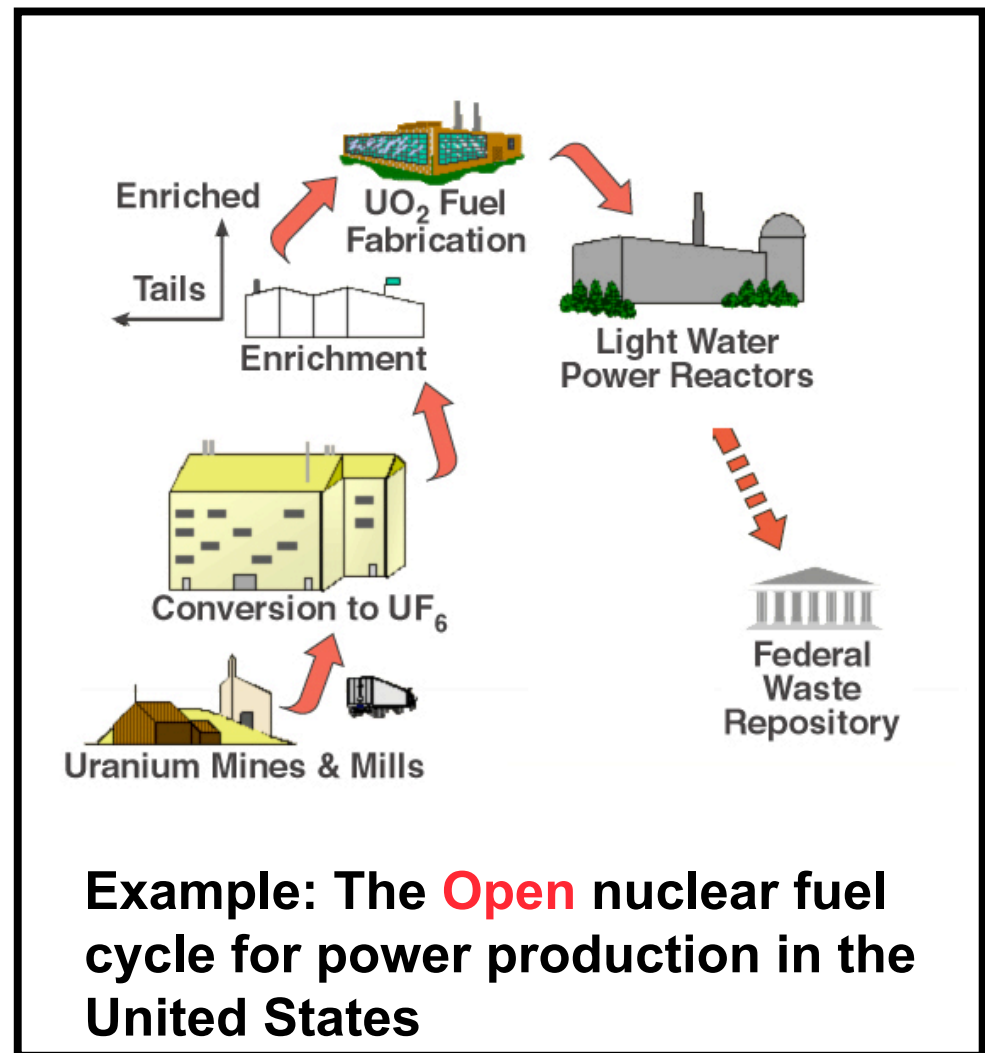 Enriched
Tails
UO₂ Fuel
Fabrication
Enrichment
Light Water
Power Reactors
Conversion to UF₆
Federal
Waste
Repository
Uranium Mines & Mills
Example: The Open nuclear fuel
cycle for power production in the
United States